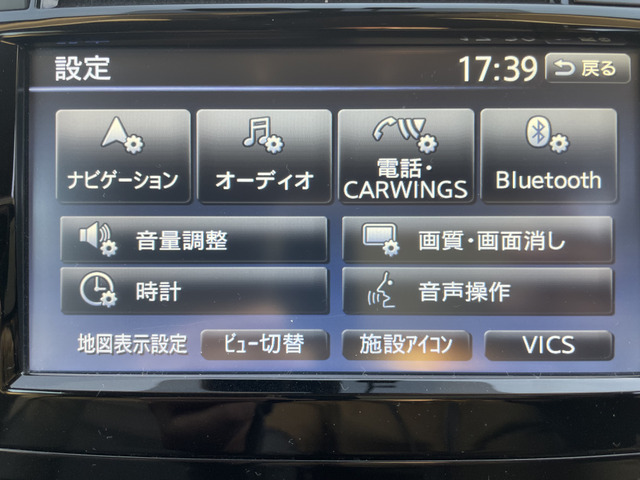 設定 17:39 戻る
ナビゲーション オーディオ 電話・ Bluetooth
CARWINGS
音量調整 画質・画面消し
時計 音声操作
地図表示設定 ビュー切替 施設アイコン VICS